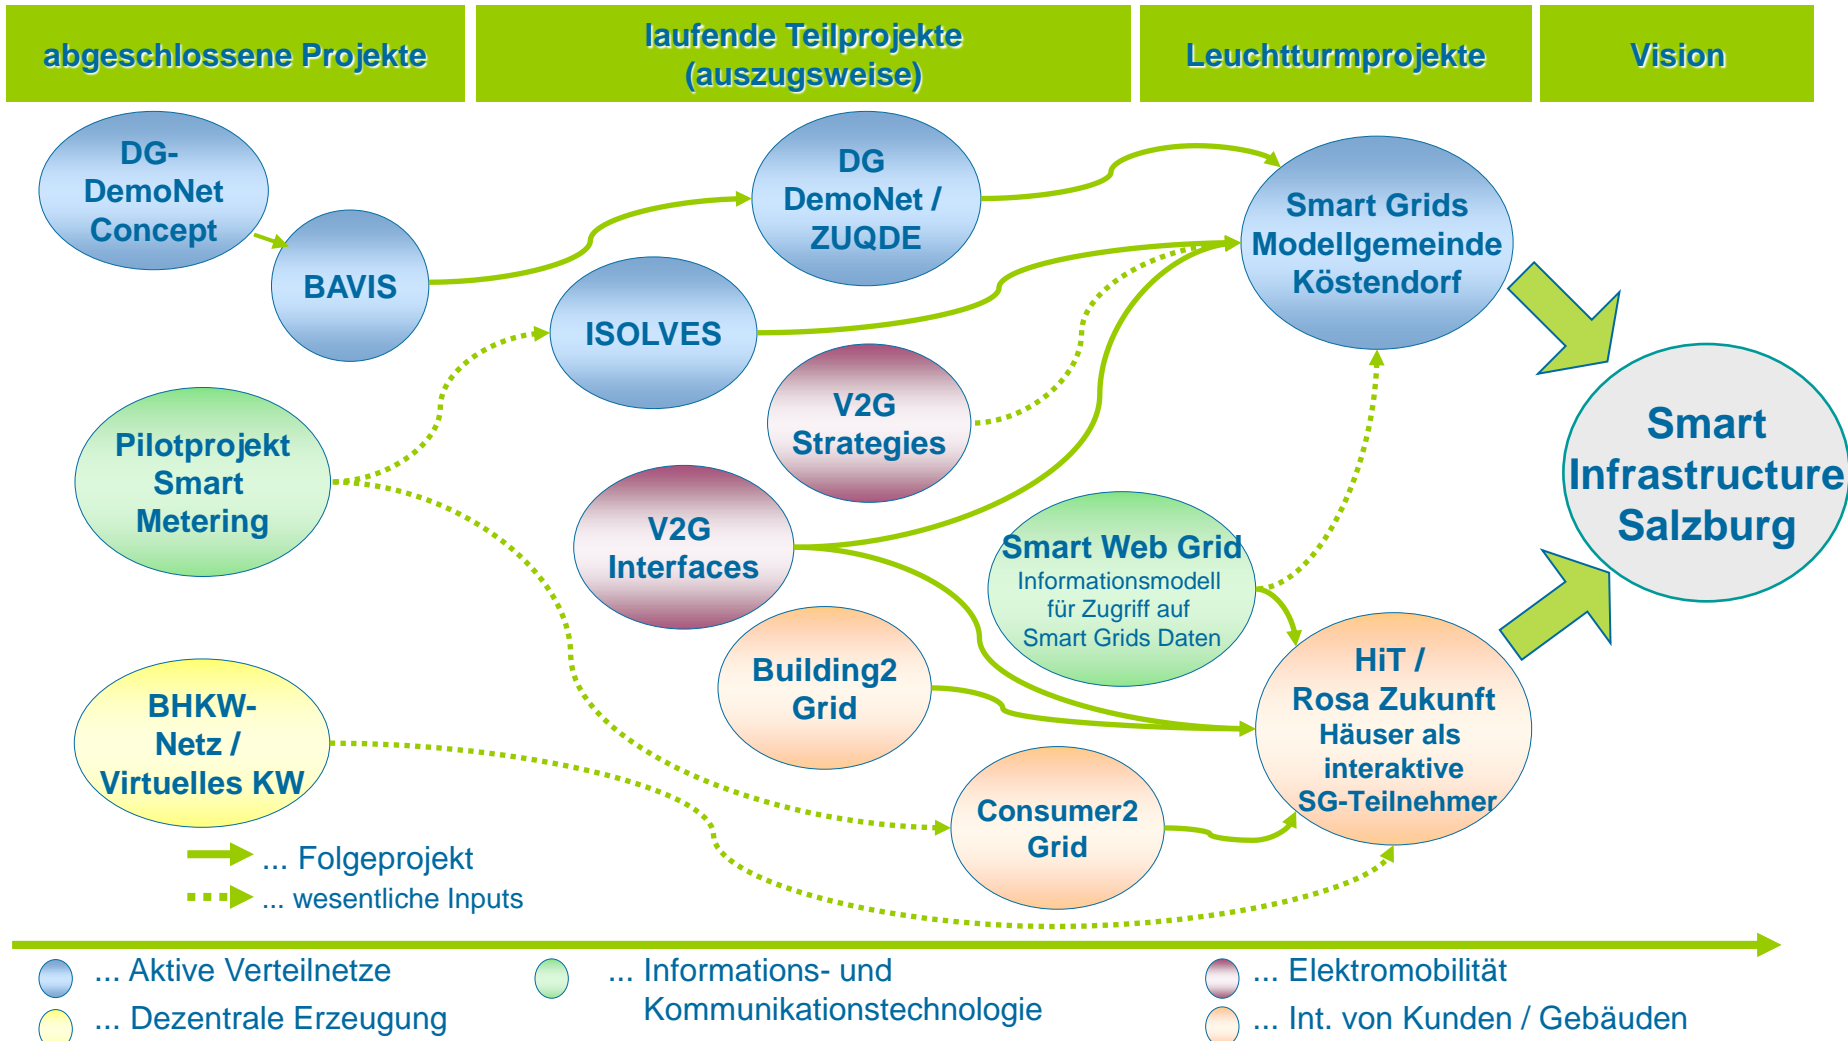 abgeschlossene Projekte
laufende Teilprojekte
(auszugsweise)
Leuchtturmprojekte
Vision
DG-
DemoNet
Concept
BAVIS
DG
DemoNet /
ZUQDE
ISOLVES
Smart Grids
Modellgemeinde
Köstendorf
V2G
Strategies
Pilotprojekt
Smart
Metering
V2G
Interfaces
Smart Web Grid
Informationsmodell
für Zugriff auf
Smart Grids Daten
Smart
Infrastructure
Salzburg
Building2
Grid
HiT /
Rosa Zukunft
Häuser als
interaktive
SG-Teilnehmer
BHKW-
Netz /
Virtuelles KW
Consumer2
Grid
... Folgeprojekt
... wesentliche Inputs
... Aktive Verteilnetze
... Dezentrale Erzeugung
... Informations- und
Kommunikationstechnologie
... Elektromobilität
... Int. von Kunden / Gebäuden